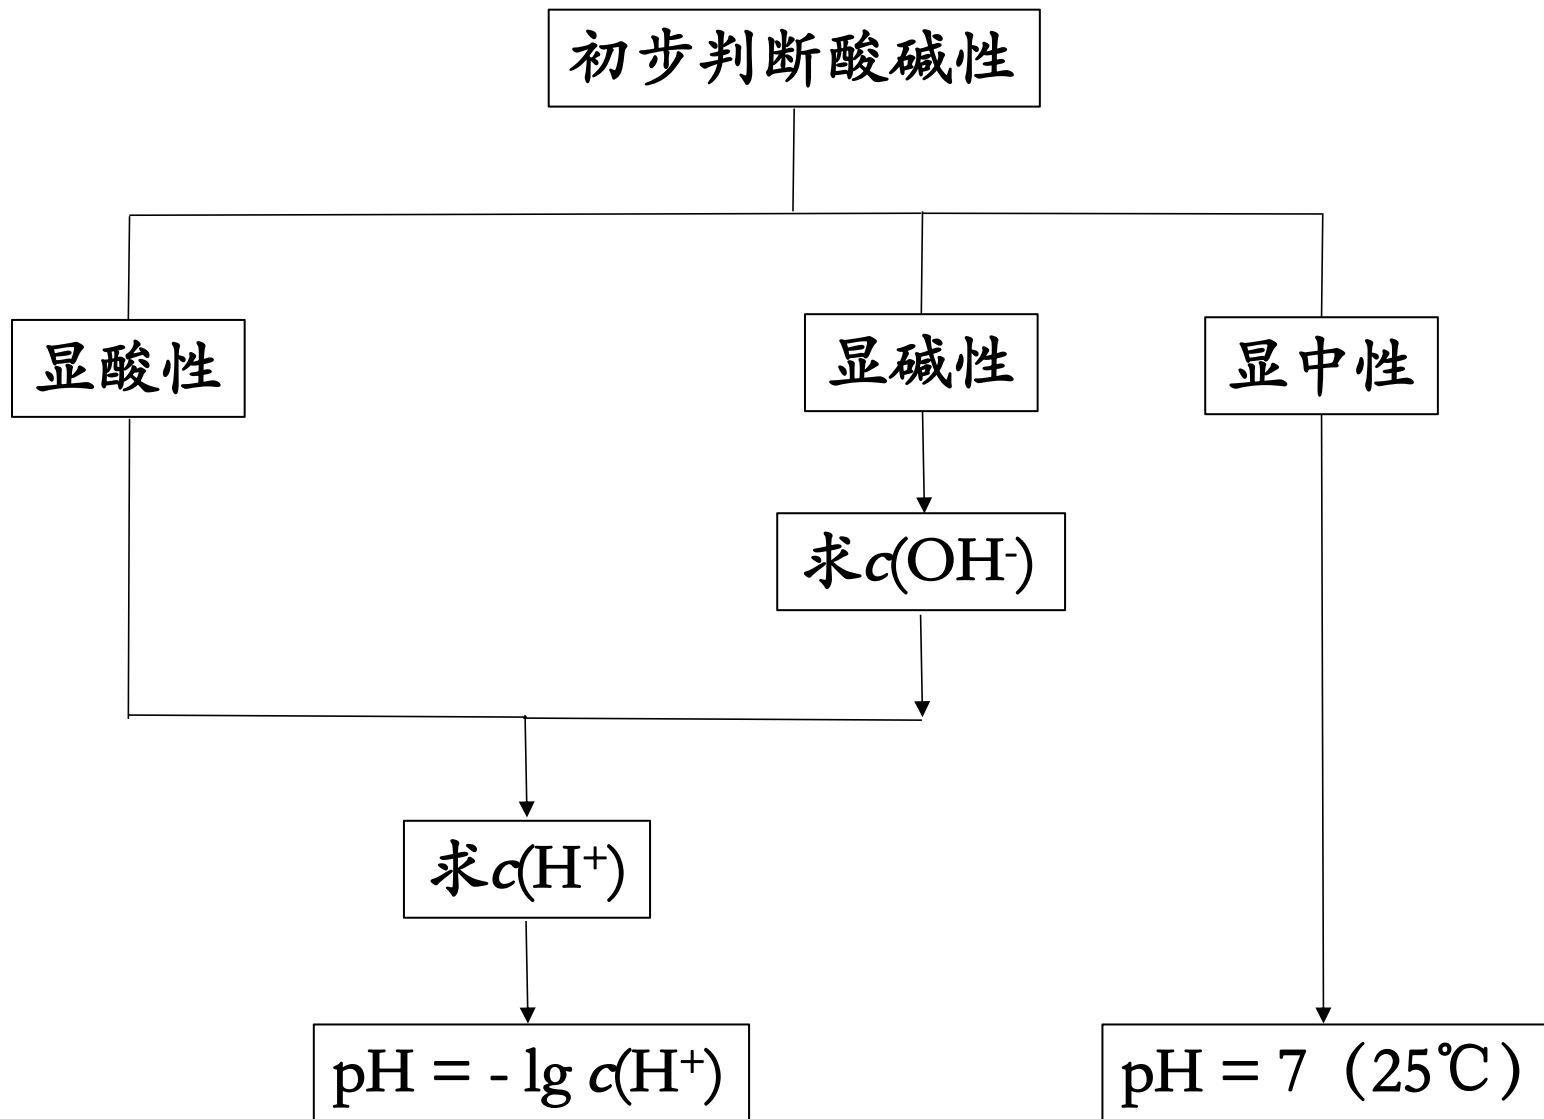 初步判断酸碱性
显酸性
显碱性
显中性
求c(OH⁻)
求c(H⁺)
pH = - lg c(H⁺)
pH = 7（25℃）